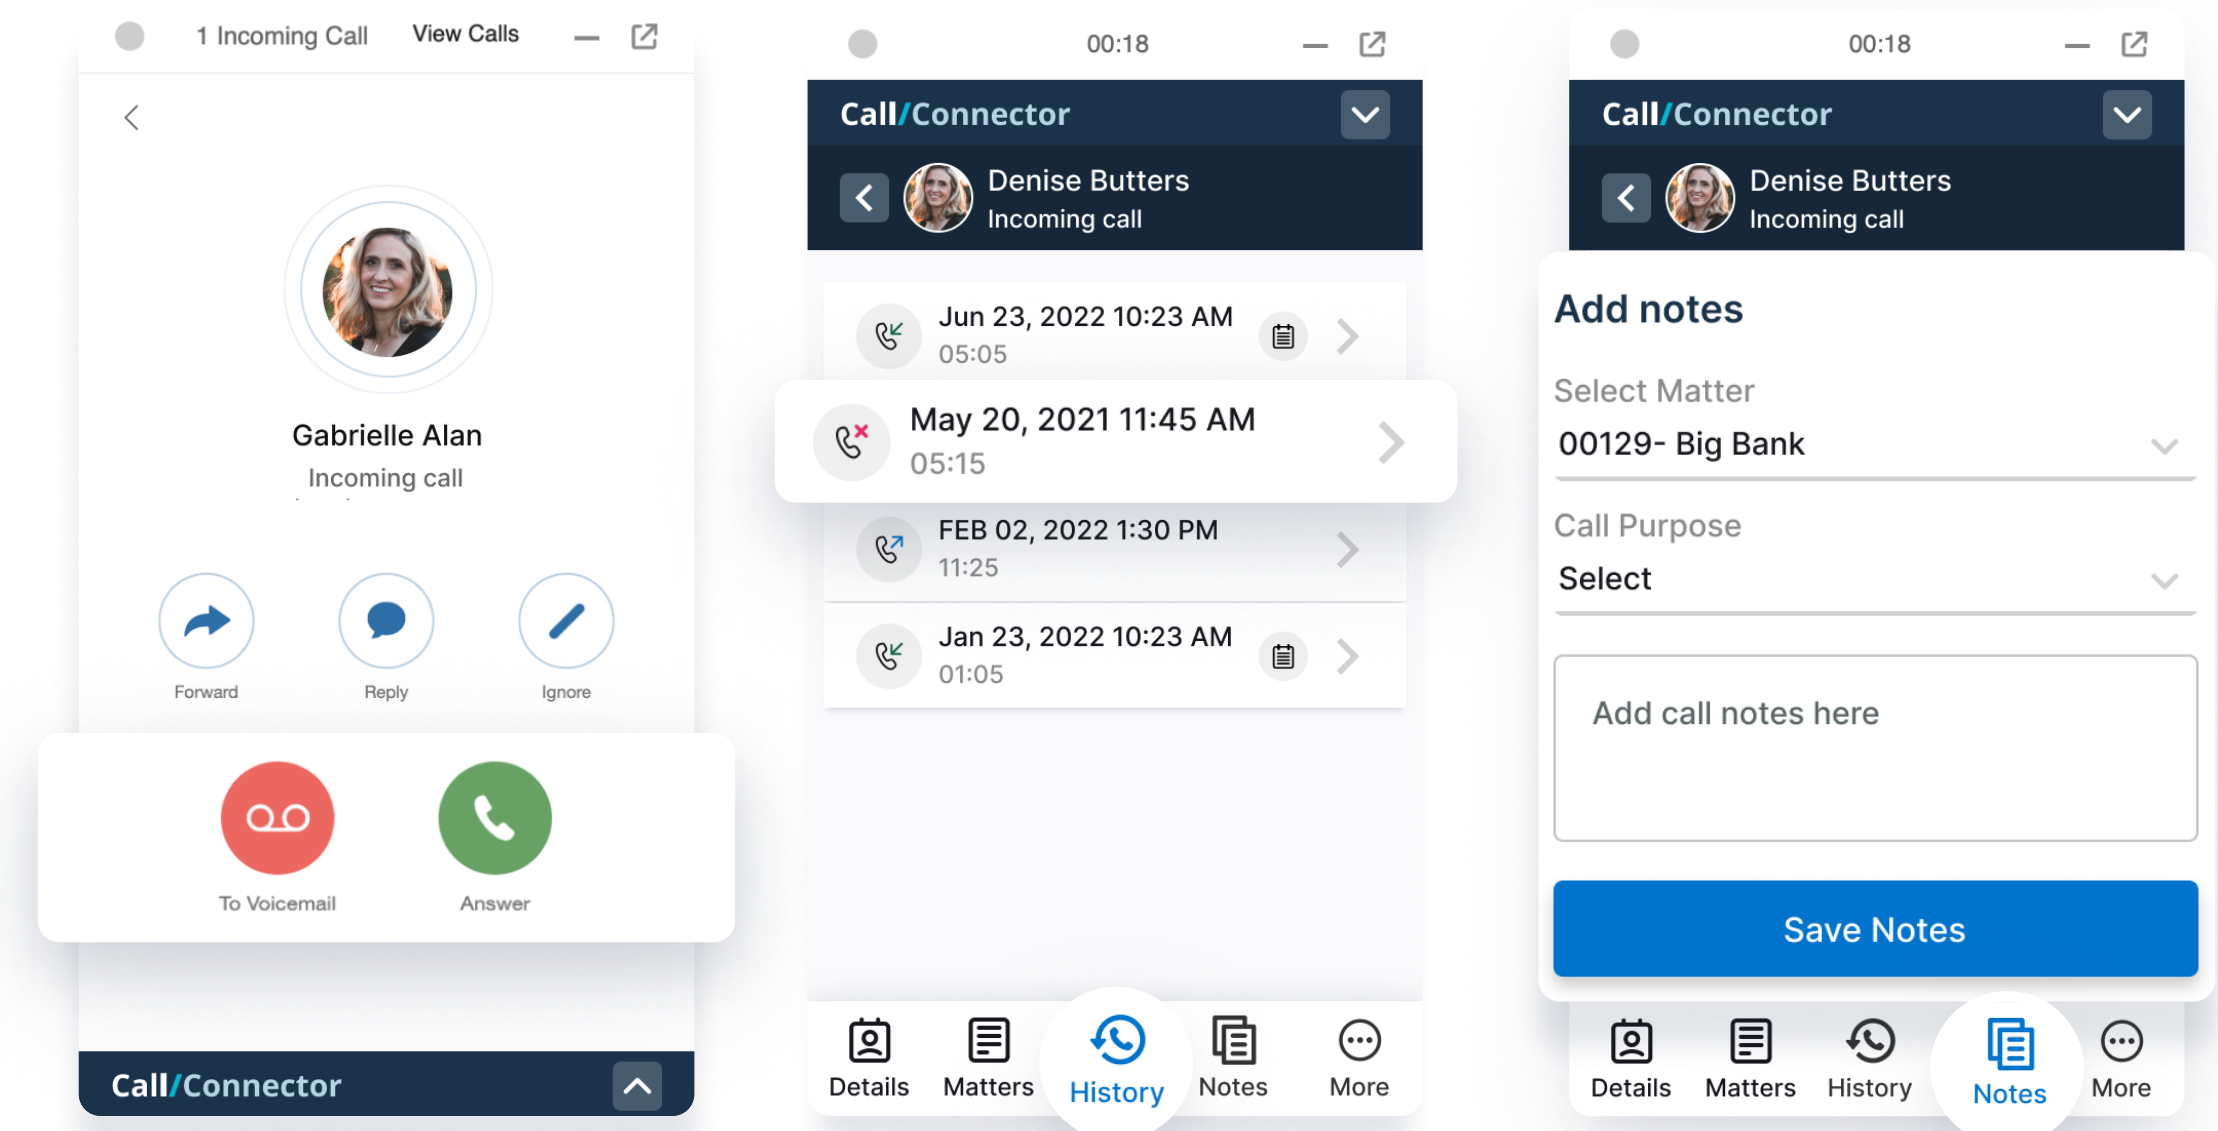 1 Incoming Call View Calls
Gabrielle Alan
Incoming call
Forward Reply Ignore
To Voicemail Answer
Call/Connector
00:18
Call/Connector
Denise Butters
Incoming call
Jun 23, 2022 10:23 AM
05:05
May 20, 2021 11:45 AM
05:15
FEB 02, 2022 1:30 PM
11:25
Jan 23, 2022 10:23 AM
01:05
Details Matters History Notes More
00:18
Call/Connector
Denise Butters
Incoming call
Add notes
Select Matter
00129- Big Bank
Call Purpose
Select
Add call notes here
Save Notes
Details Matters History Notes More